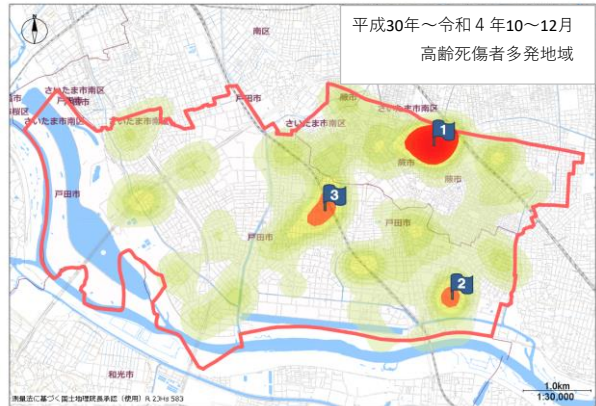 平成30年～令和４年10～12月
高齢死傷者多発地域
南区
戸田市
蕨市
さいたま市南区
さいたま市南区
さいたま市南区
さいたま市南区
さいたま市南区
1
蕨市
蕨市
戸田市
3
戸田市
戸田市
2
和光市
1.0km
1:30,000
測量法に基づく国土地理院長承認（使用）R 2JHs 583